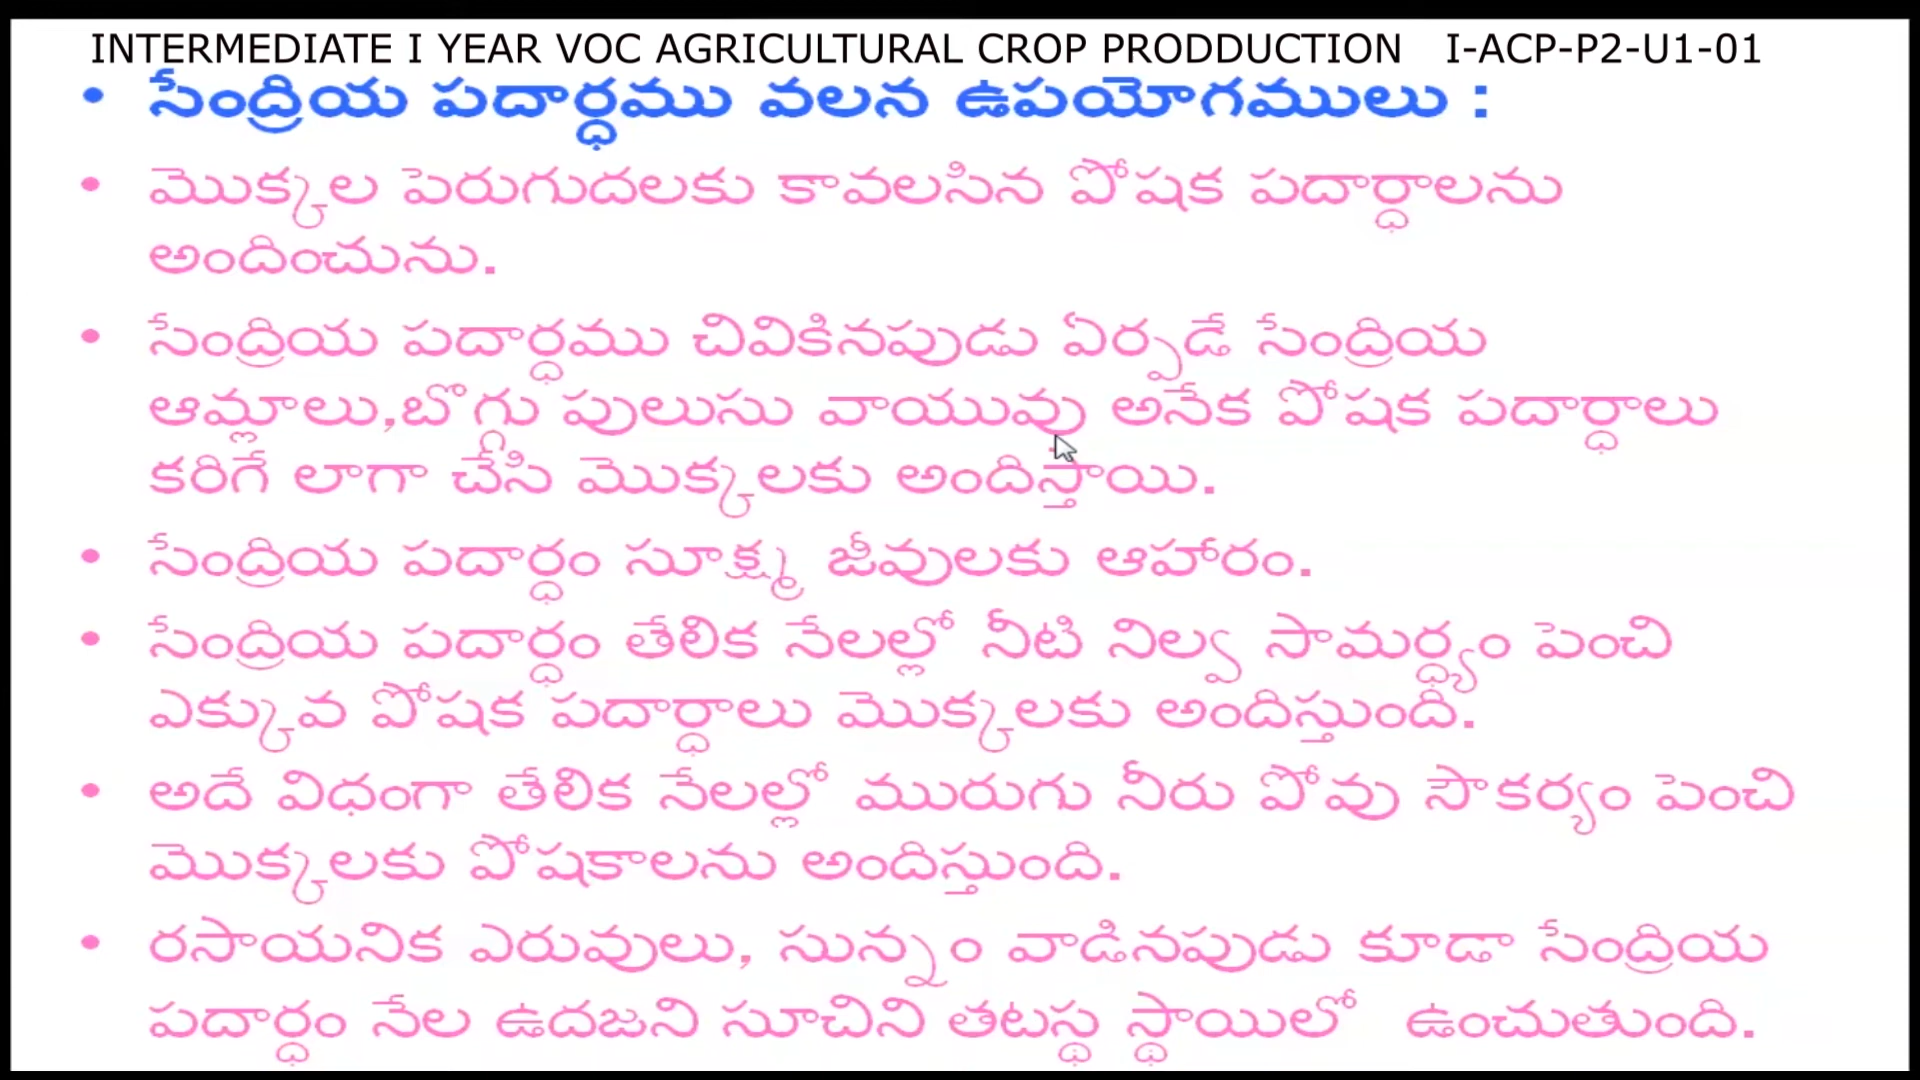 INTERMEDIATE I YEAR VOC AGRICULTURAL CROP PRODDUCTION I-ACP-P2-U1-01
• సేంద్రియ పదార్ధము వలన ఉపయోగములు :
• మొక్కల పెరుగుదలకు కావలసిన పోషక పదార్ధాలను
అందించును.
• సేంద్రియ పదార్ధము చివికినపుడు ఏర్పడే సేంద్రియ
ఆమ్లాలు,బొగ్గు పులుసు వాయువు అనేక పోషక పదార్ధాలు
కరిగే లాగా చేసి మొక్కలకు అందిస్తాయి.
• సేంద్రియ పదార్ధం సూక్ష్మ జీవులకు ఆహారం.
• సేంద్రియ పదార్ధం తేలిక నేలల్లో నీటి నిల్వ సామర్ధ్యం పెంచి
ఎక్కువ పోషక పదార్ధాలు మొక్కలకు అందిస్తుంది.
• అదే విధంగా తేలిక నేలల్లో మురుగు నీరు పోవు సౌకర్యం పెంచి
మొక్కలకు పోషకాలను అందిస్తుంది.
• రసాయనిక ఎరువులు, సున్నం వాడినపుడు కూడా సేంద్రియ
పదార్ధం నేల ఉదజని సూచిని తటస్ధ స్ధాయిలో ఉంచుతుంది.